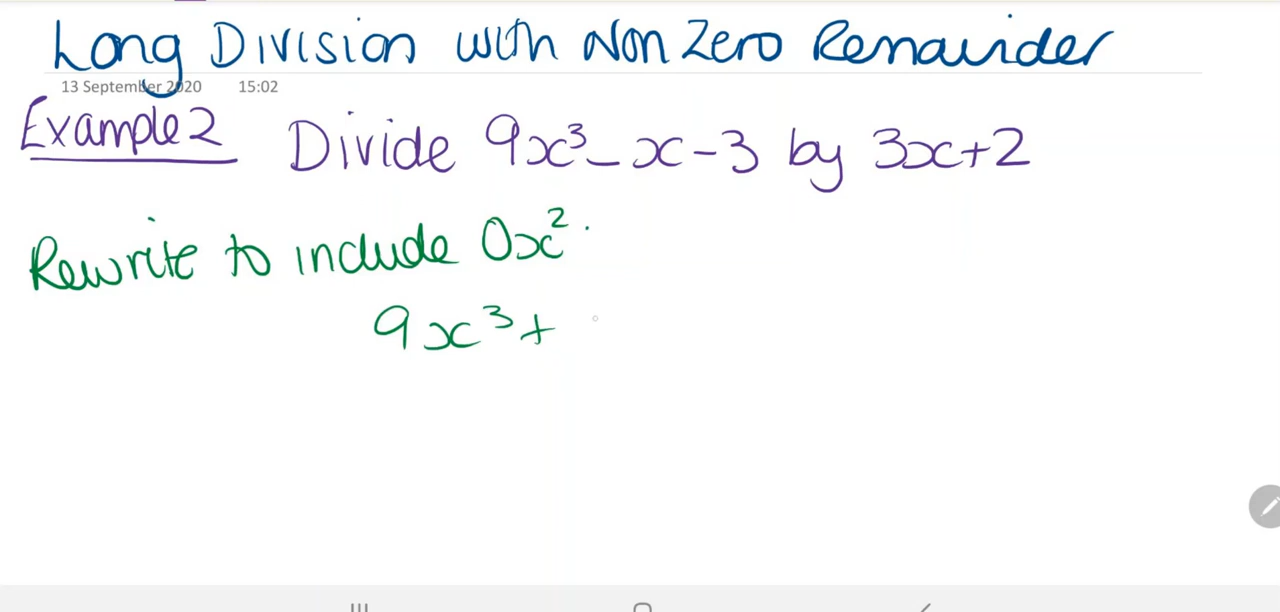 Long Division with Non Zero Remainder
13 September 2020 15:02
Example 2 Divide 9x³ - x - 3 by 3x + 2
Rewrite to include 0x².
9x³ +